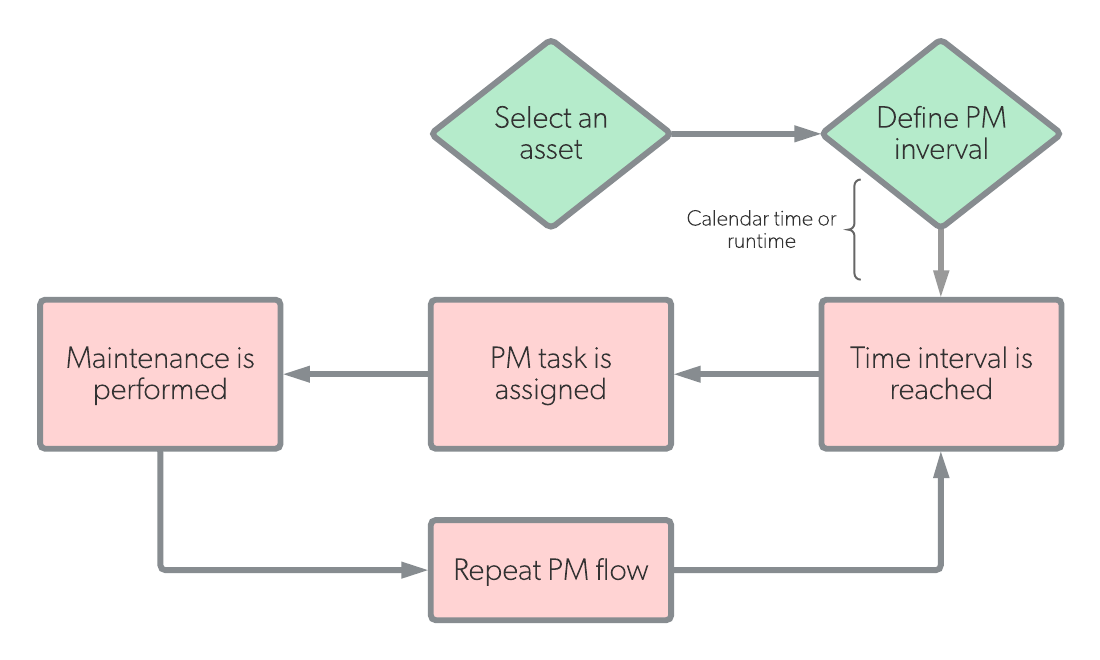 Select an
asset
Define PM
inverval
Calendar time or
runtime
Maintenance is
performed
PM task is
assigned
Time interval is
reached
Repeat PM flow